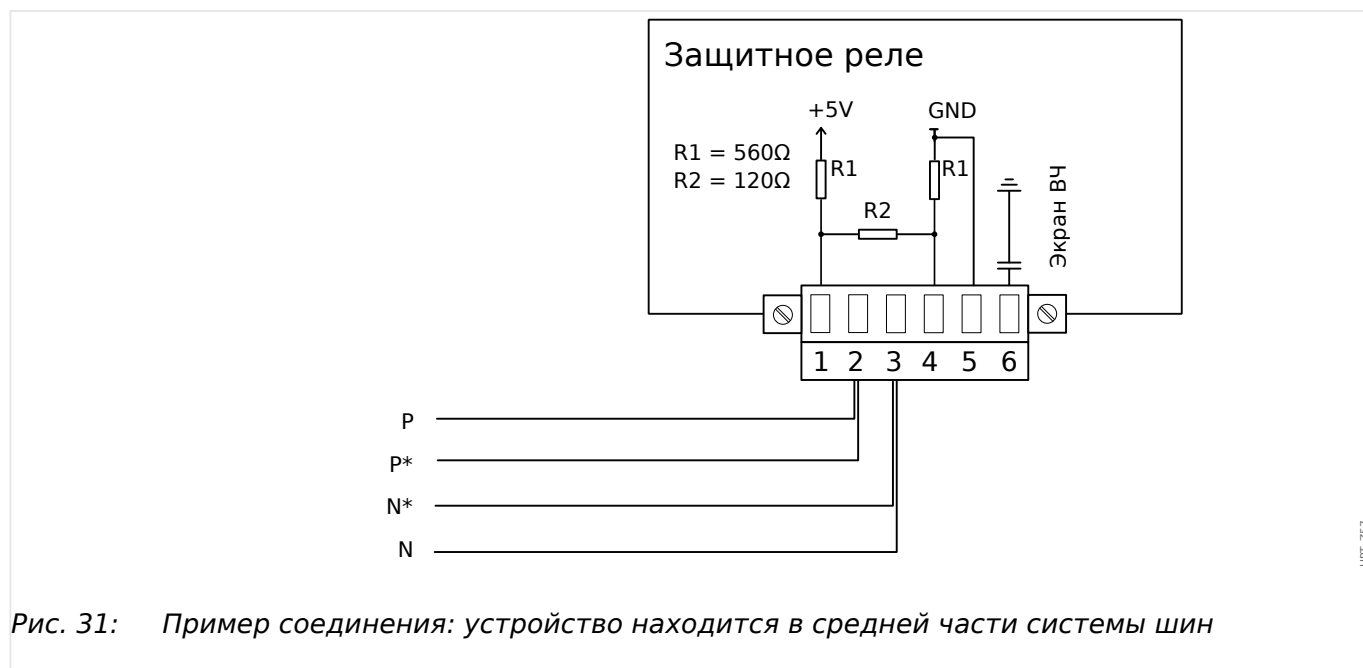 Защитное реле
+5V
GND
R1 = 560Ω
R2 = 120Ω
R1
R1
R2
Экран ВЧ
1 2 3 4 5 6
P
P*
N*
N
Рис. 31: Пример соединения: устройство находится в средней части системы шин